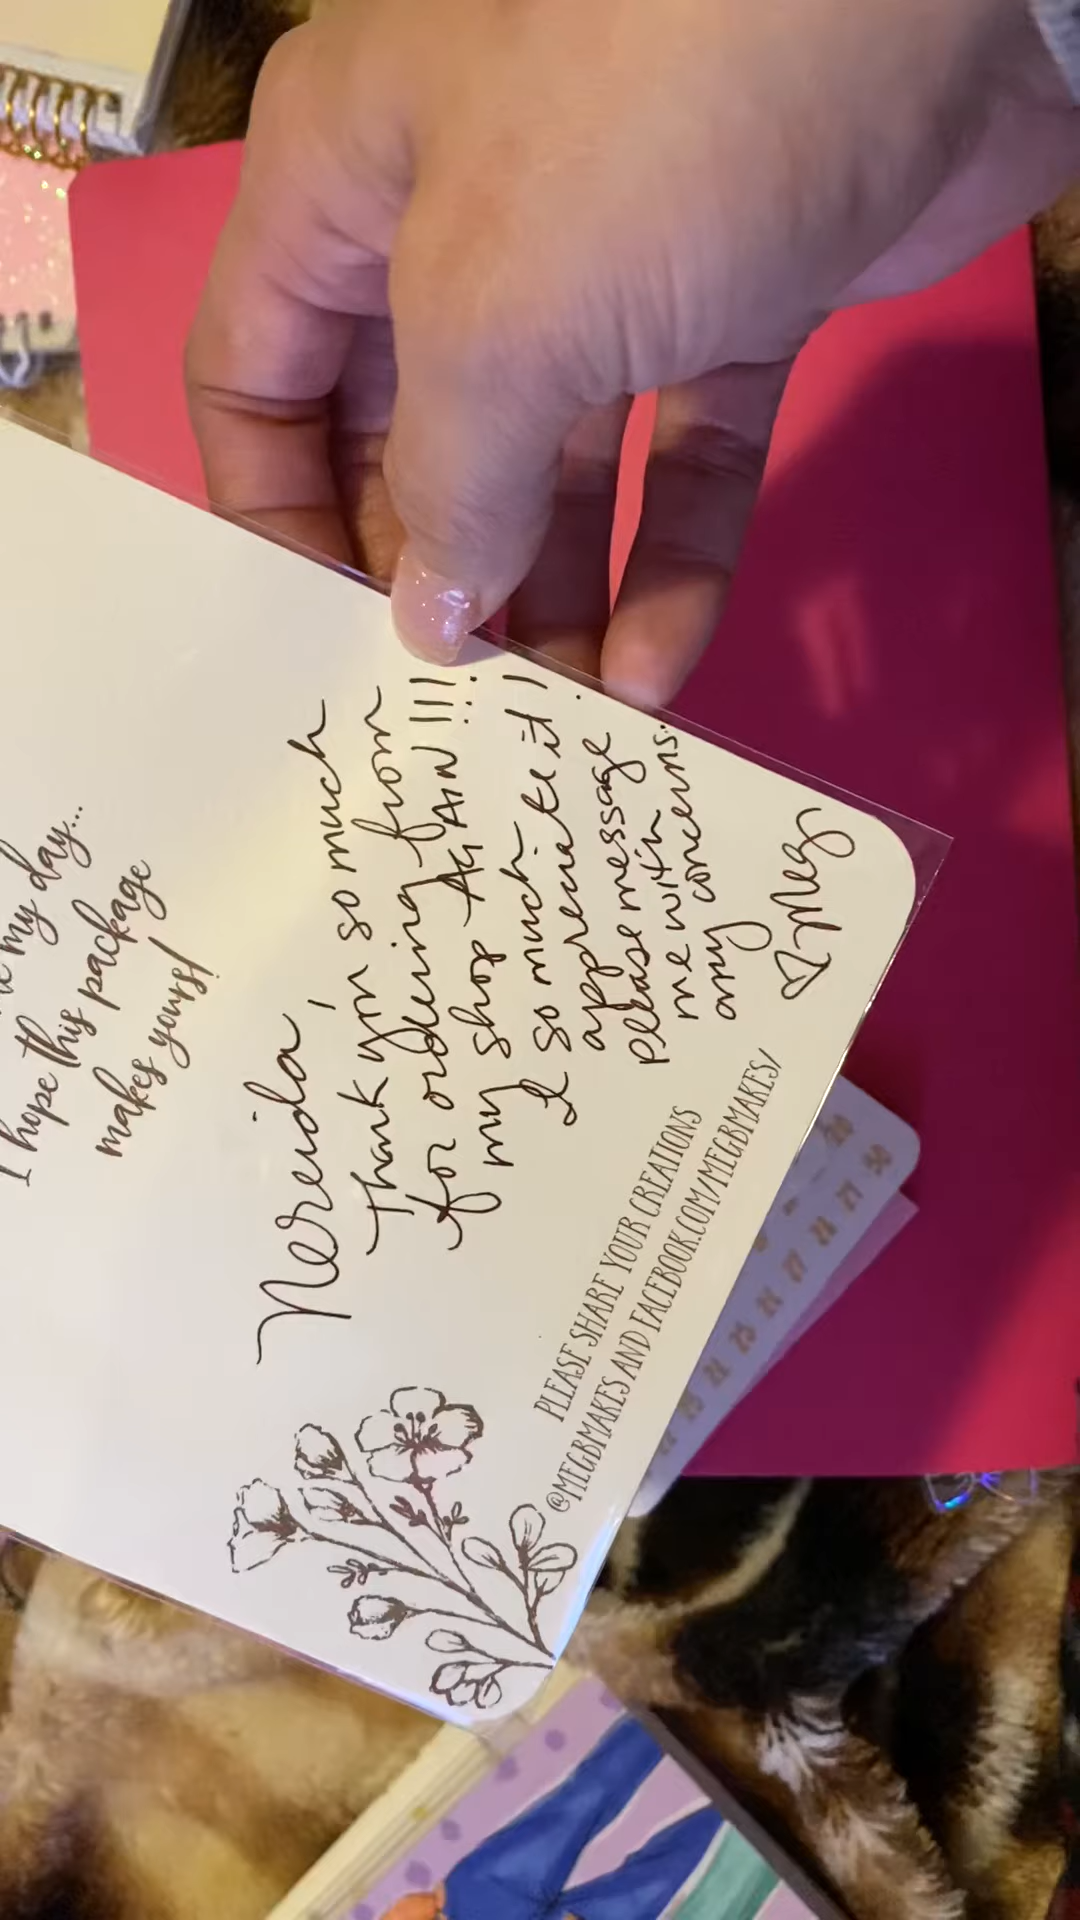 my day...
I hope this package
makes yours!
Nereida,
Thank you so much
for ordering from
my shop AGAIN!!!
I so much
appreciate it!
please message
me with
any concerns.
♡ Meg
PLEASE SHARE YOUR CREATIONS
@MEGBMAKES AND FACEBOOK.COM/MEGBMAKES/